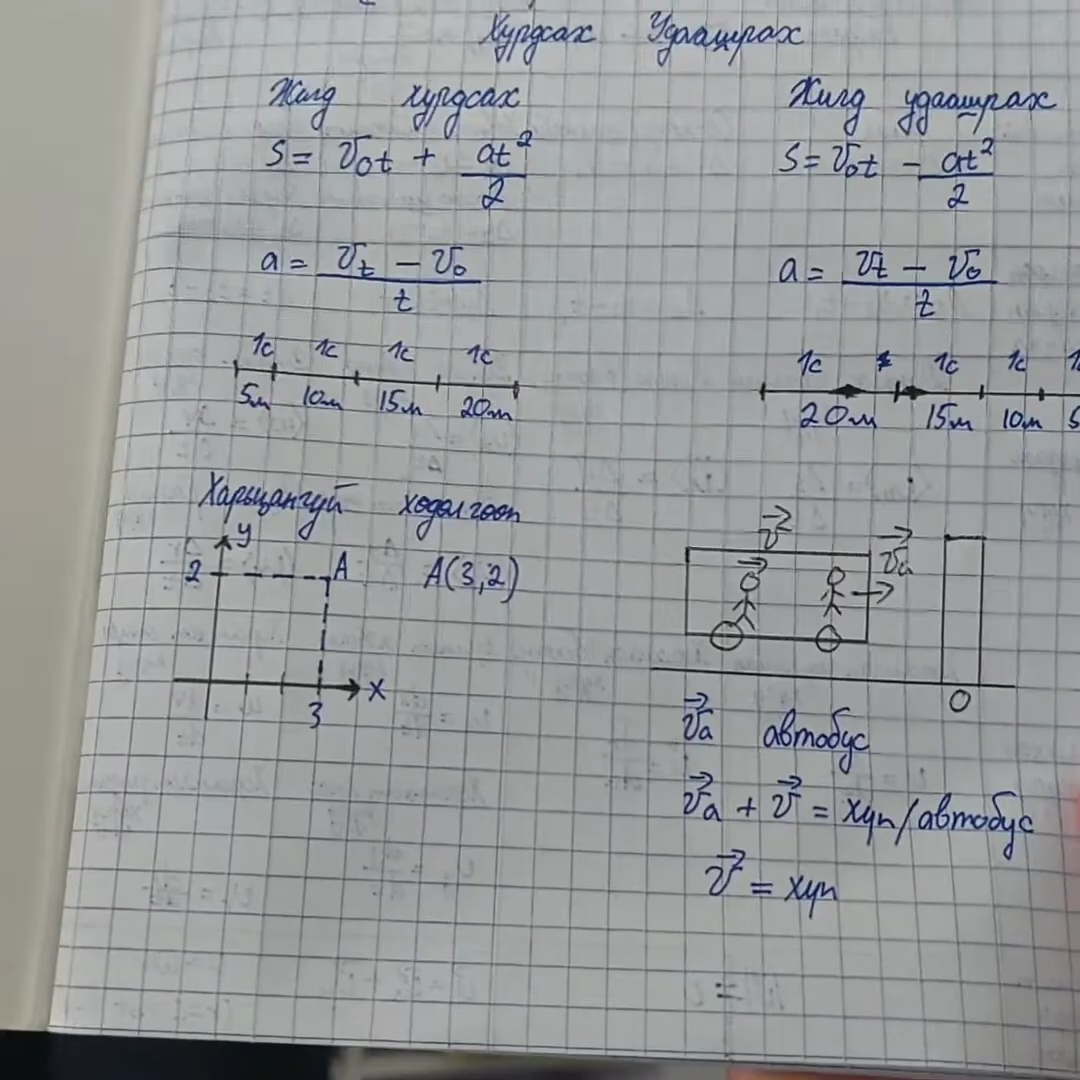 Хурдсах Удаашрах
Жигд хурдсах
S = V₀t + at²/2
a = (Vt − V₀)/t
1с 1с 1с 1с
5м 10м 15м 20м
Жигд удаашрах
S = V₀t − at²/2
a = (Vt − V₀)/t
1с 1с 1с
20м 15м 10м 5
Харьцангуй ходолгоон
y
2 A A(3,2)
x
3
v⃗ v⃗a
O
v⃗a автобус
v⃗a + v⃗ = хүн/автобус
v⃗ = хүн